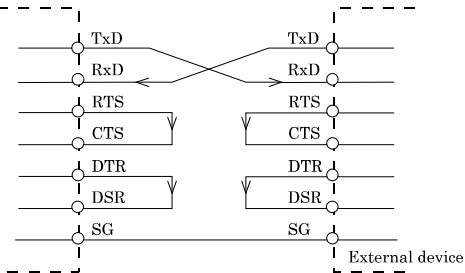 TxD TxD
RxD RxD
RTS RTS
CTS CTS
DTR DTR
DSR DSR
SG SG
External device